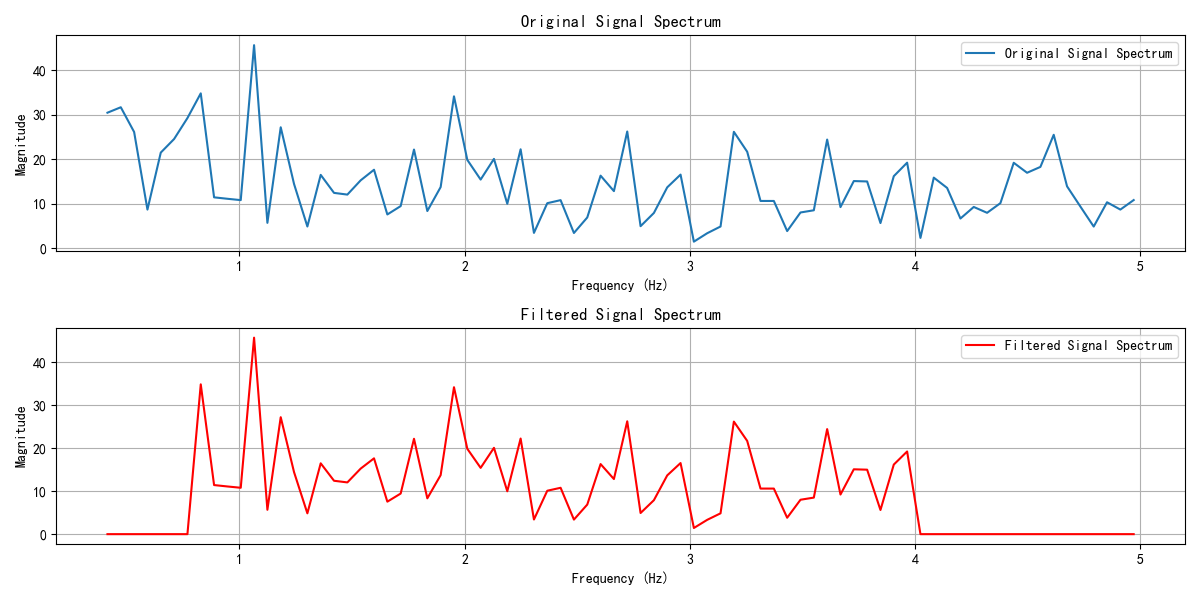 Original Signal Spectrum
Original Signal Spectrum
Magnitude
40
30
20
10
0
1 2 3 4 5
Frequency (Hz)
Filtered Signal Spectrum
Filtered Signal Spectrum
Magnitude
40
30
20
10
0
1 2 3 4 5
Frequency (Hz)